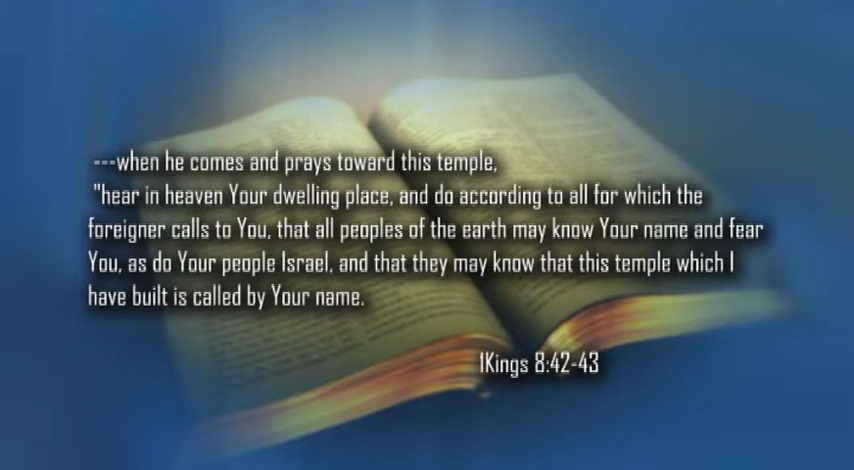 ---when he comes and prays toward this temple,
"hear in heaven Your dwelling place, and do according to all for which the
foreigner calls to You, that all peoples of the earth may know Your name and fear
You, as do Your people Israel, and that they may know that this temple which I
have built is called by Your name.
1Kings 8:42-43